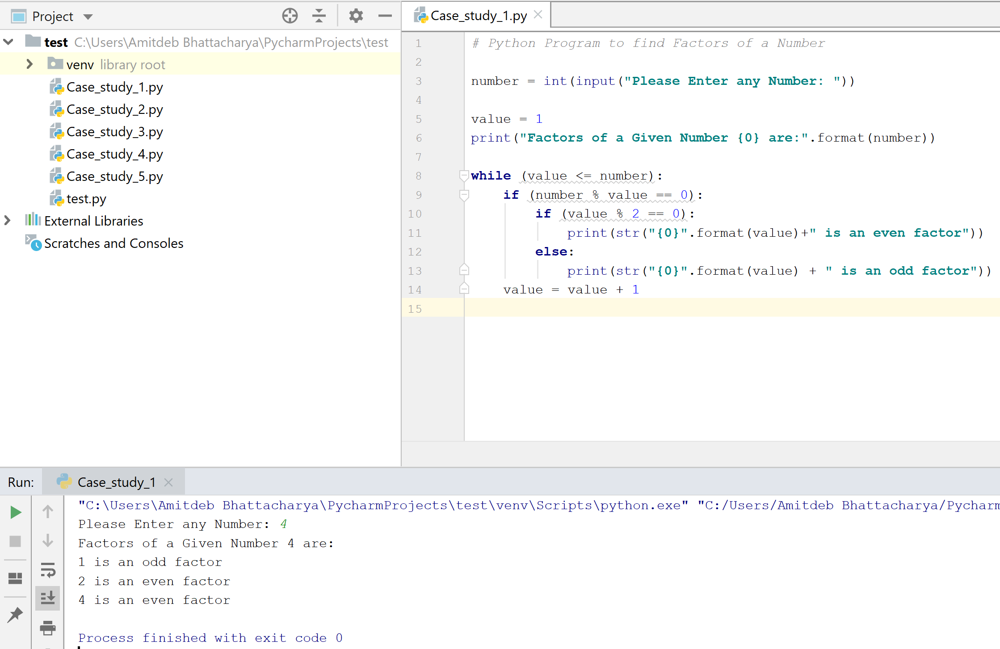 Project
test C:\Users\Amitdeb Bhattacharya\PycharmProjects\test
venv library root
Case_study_1.py
Case_study_2.py
Case_study_3.py
Case_study_4.py
Case_study_5.py
test.py
External Libraries
Scratches and Consoles
Case_study_1.py
1 # Python Program to find Factors of a Number
2
3 number = int(input("Please Enter any Number: "))
4
5 value = 1
6 print("Factors of a Given Number {0} are:".format(number))
7
8 while (value <= number):
9     if (number % value == 0):
10         if (value % 2 == 0):
11             print(str("{0}".format(value)+" is an even factor"))
12         else:
13             print(str("{0}".format(value) + " is an odd factor"))
14     value = value + 1
15
Run: Case_study_1
"C:\Users\Amitdeb Bhattacharya\PycharmProjects\test\venv\Scripts\python.exe" "C:/Users/Amitdeb Bhattacharya/Pycharm
Please Enter any Number: 4
Factors of a Given Number 4 are:
1 is an odd factor
2 is an even factor
4 is an even factor
Process finished with exit code 0